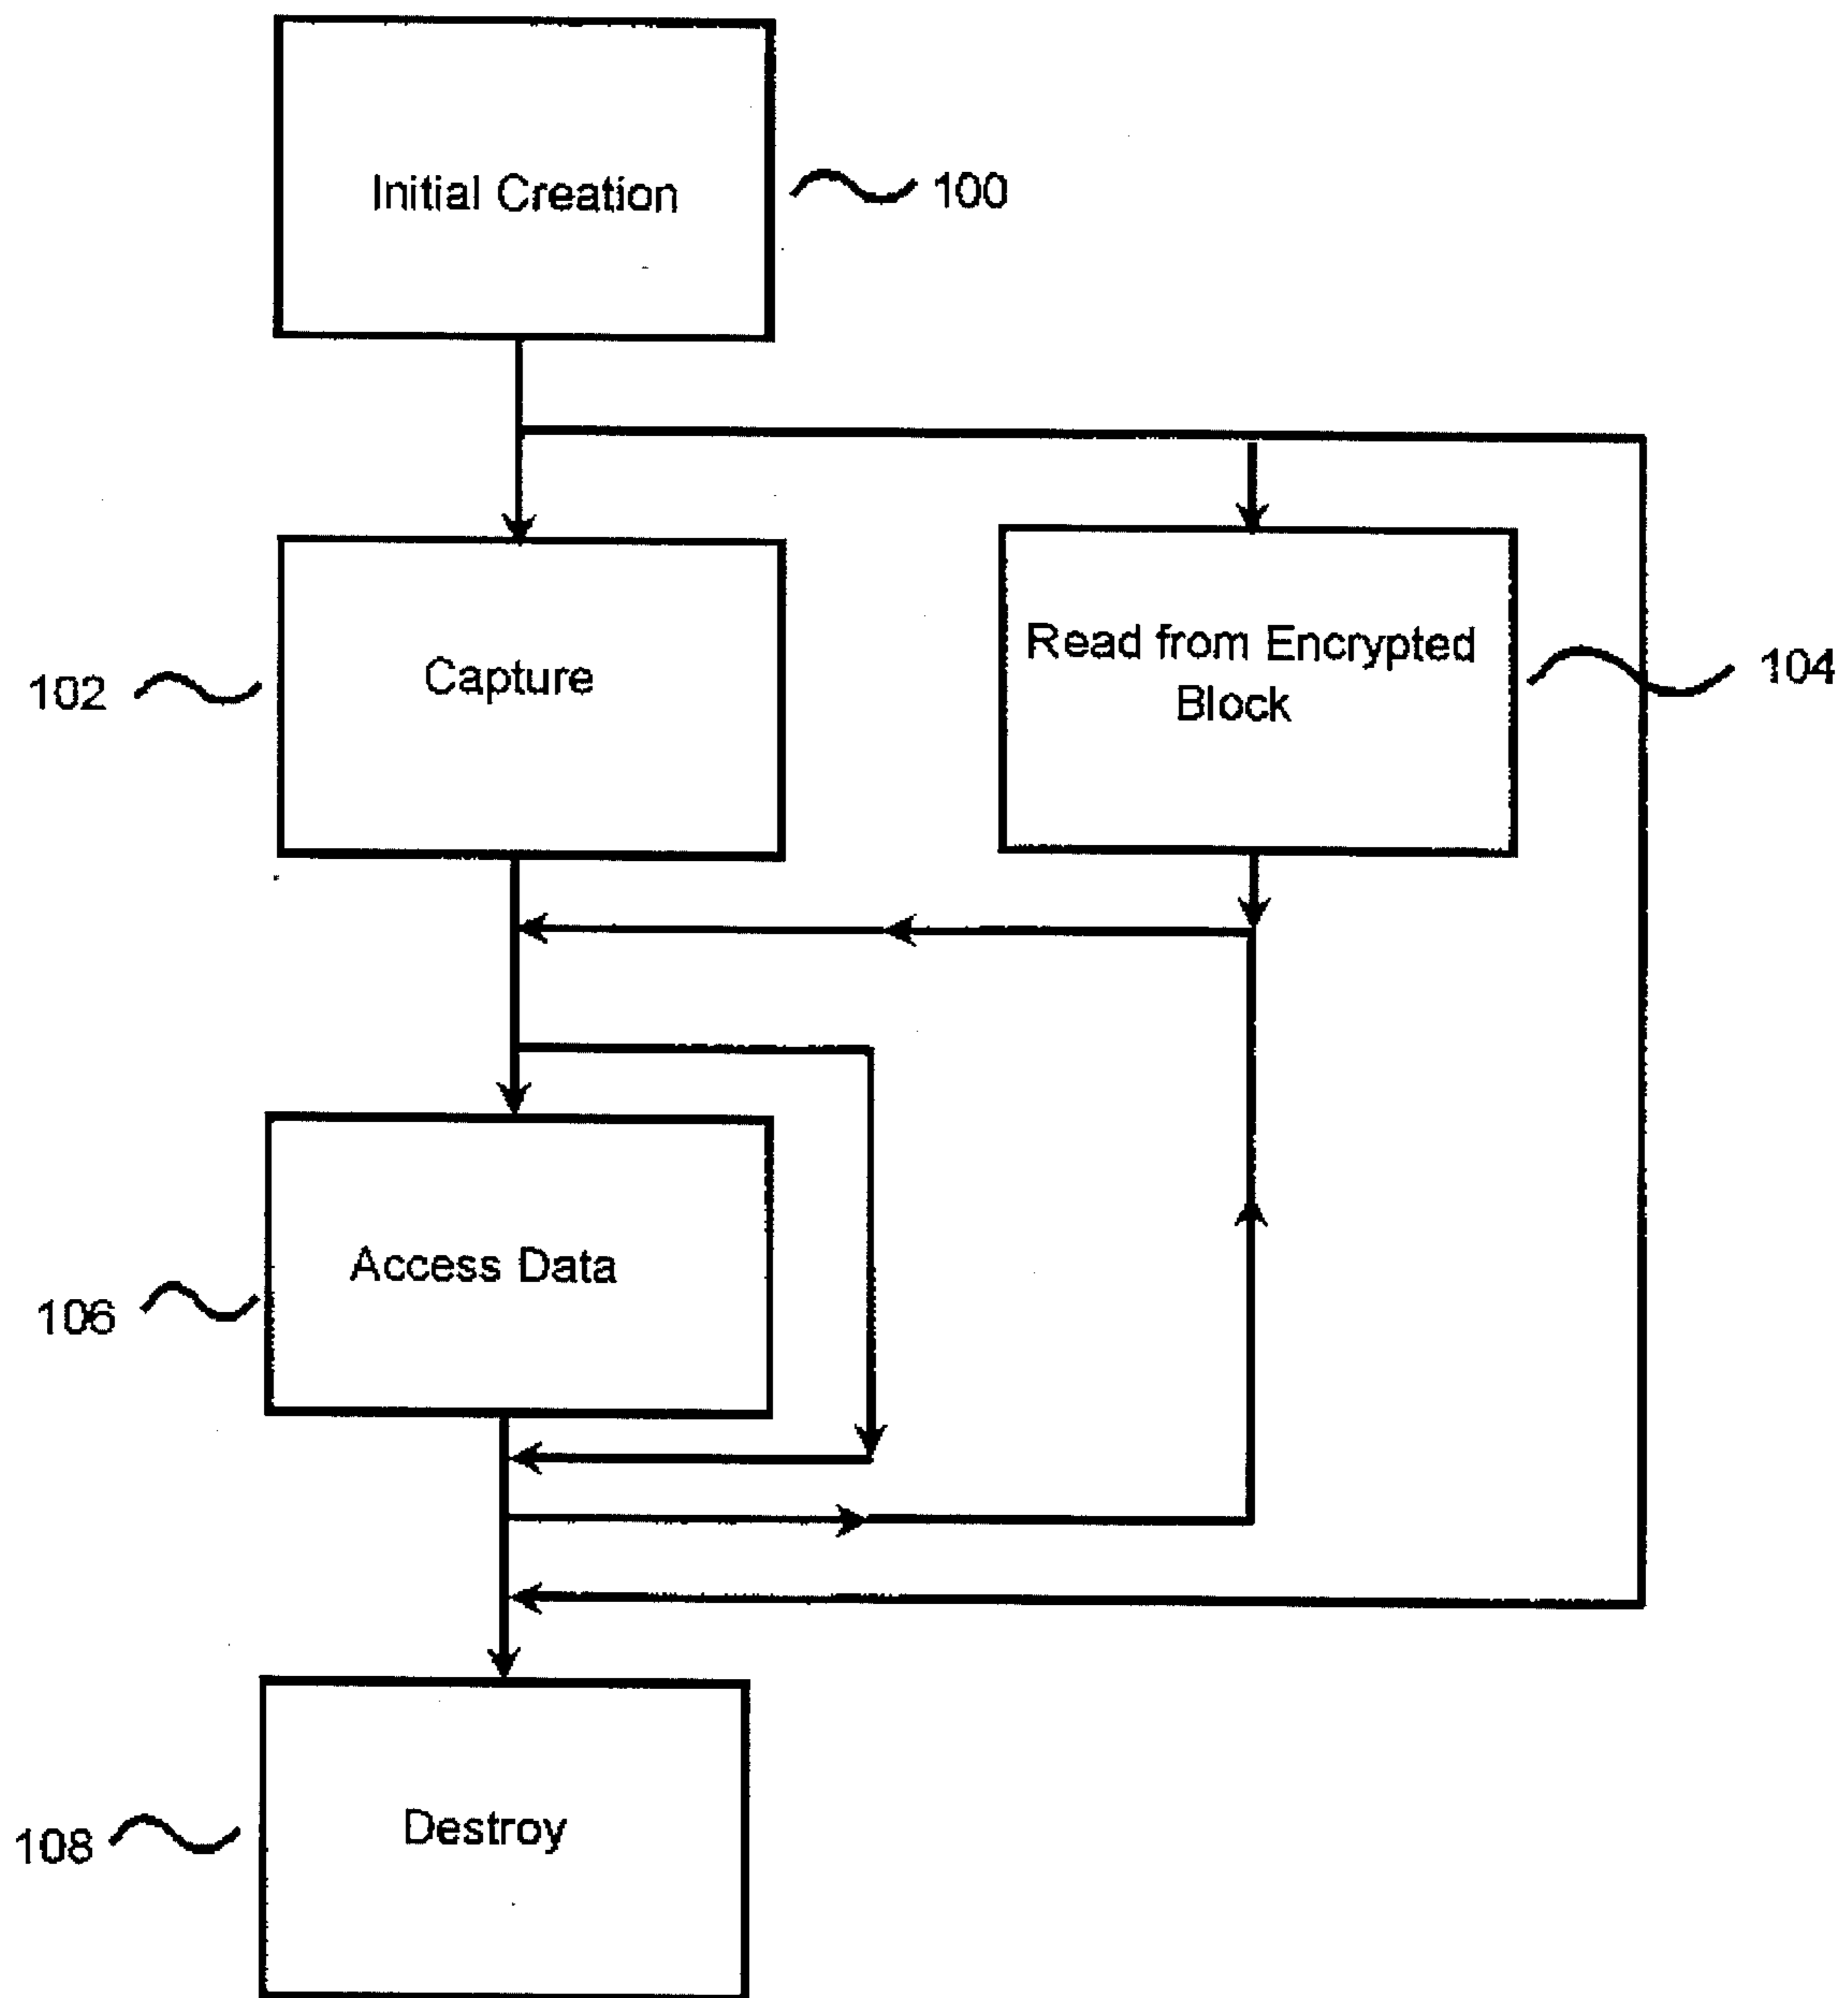 Initial Creation
100
102
Capture
Read from Encrypted
Block
104
106
Access Data
108
Destroy